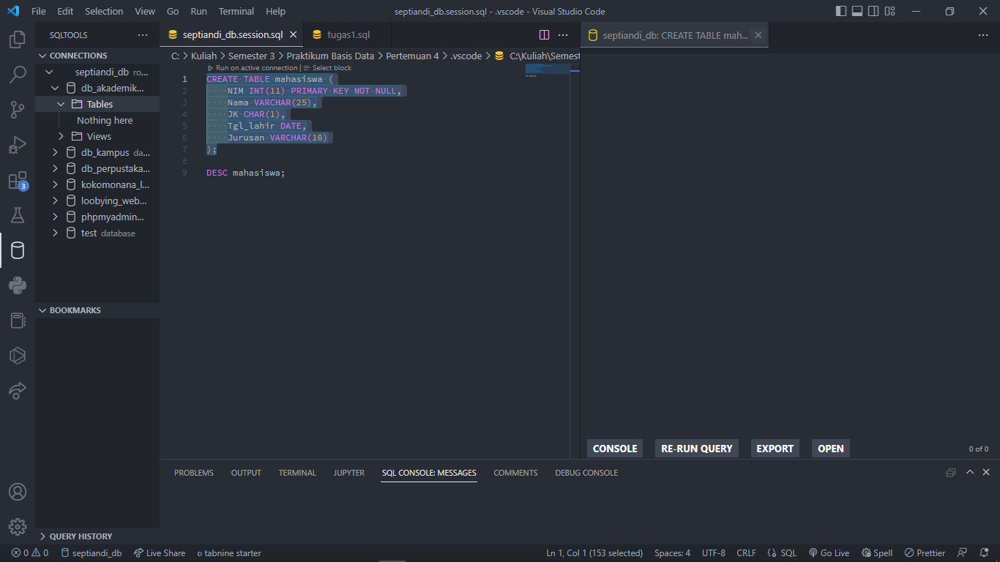 File Edit Selection View Go Run Terminal Help
septiandi_db.session.sql - .vscode - Visual Studio Code
SQLTOOLS
CONNECTIONS
septiandi_db ro...
db_akademik...
Tables
Nothing here
Views
db_kampus da...
db_perpustaka...
kokomonana_l...
loobying_web...
phpmyadmin...
test database
BOOKMARKS
QUERY HISTORY
3
septiandi_db.session.sql
tugas1.sql
C: > Kuliah > Semester 3 > Praktikum Basis Data > Pertemuan 4 > .vscode > C:\Kuliah\Semest
Run on active connection | Select block
1 CREATE TABLE mahasiswa (
2 NIM INT(11) PRIMARY KEY NOT NULL,
3 Nama VARCHAR(25),
4 JK CHAR(1),
5 Tgl_lahir DATE,
6 Jurusan VARCHAR(10)
7 );
8
9 DESC mahasiswa;
septiandi_db: CREATE TABLE mah...
CONSOLE RE-RUN QUERY EXPORT OPEN
0 of 0
PROBLEMS OUTPUT TERMINAL JUPYTER SQL CONSOLE: MESSAGES COMMENTS DEBUG CONSOLE
0 0 septiandi_db Live Share tabnine starter
Ln 1, Col 1 (153 selected) Spaces: 4 UTF-8 CRLF SQL Go Live Spell Prettier